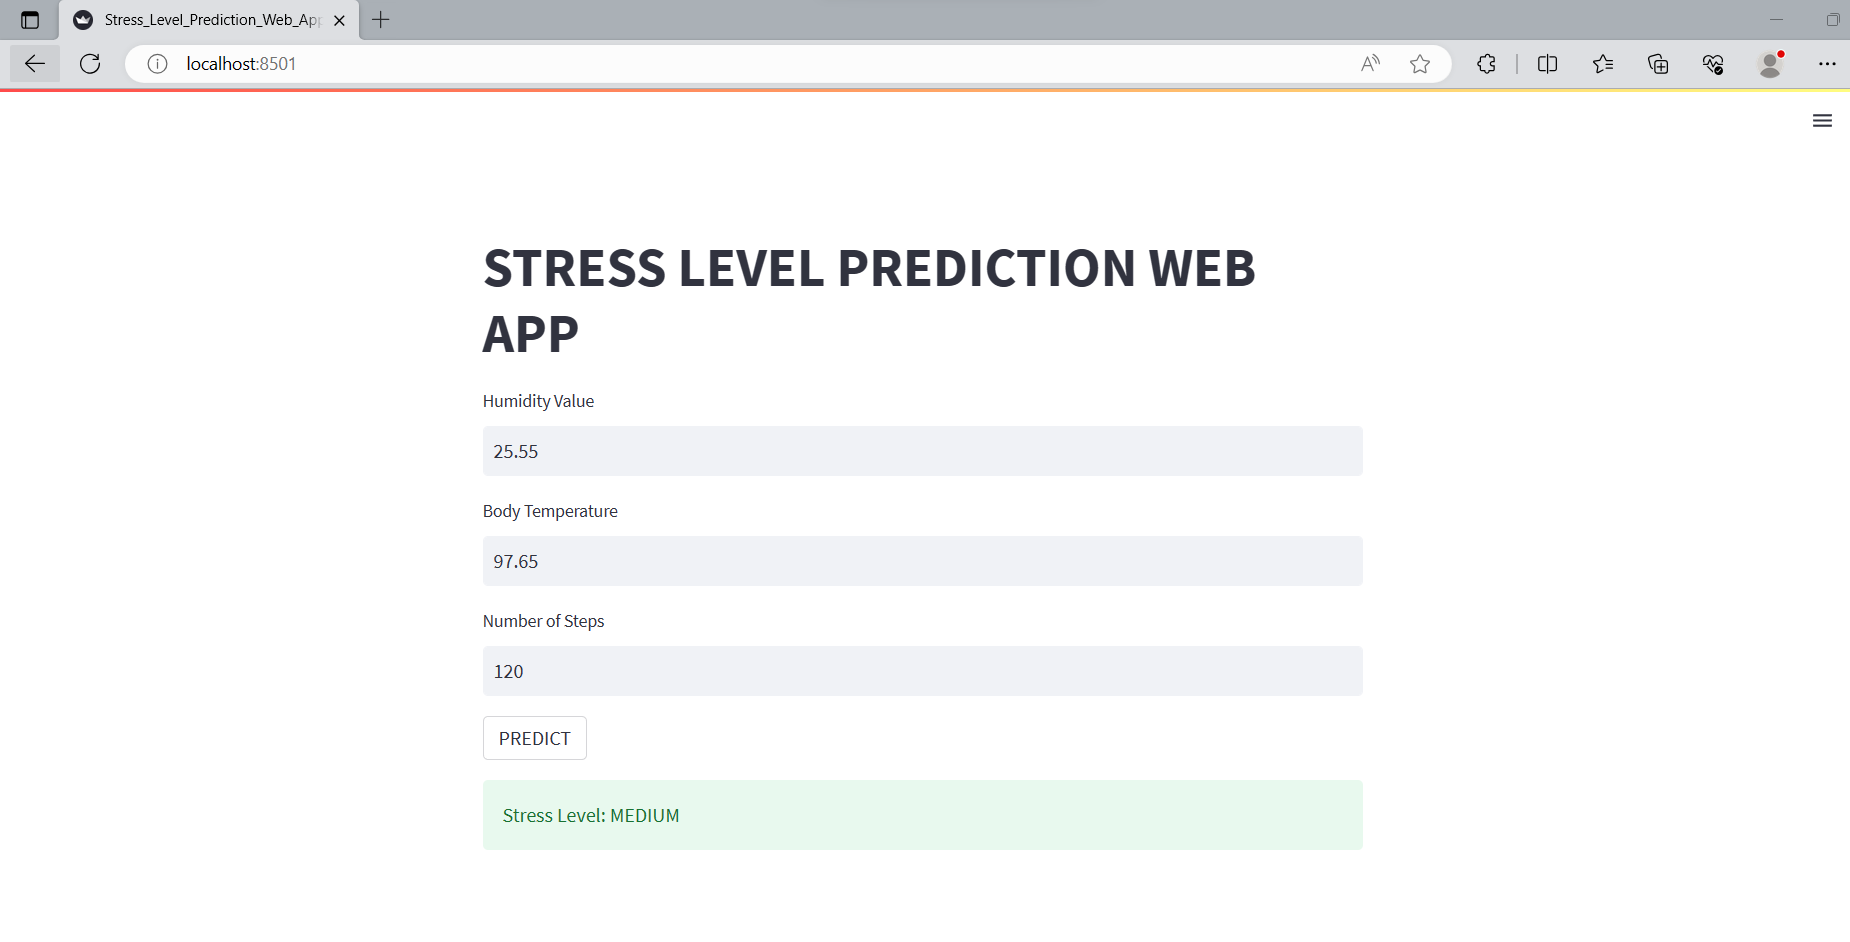 Stress_Level_Prediction_Web_App
localhost:8501
STRESS LEVEL PREDICTION WEB
APP
Humidity Value
25.55
Body Temperature
97.65
Number of Steps
120
PREDICT
Stress Level: MEDIUM